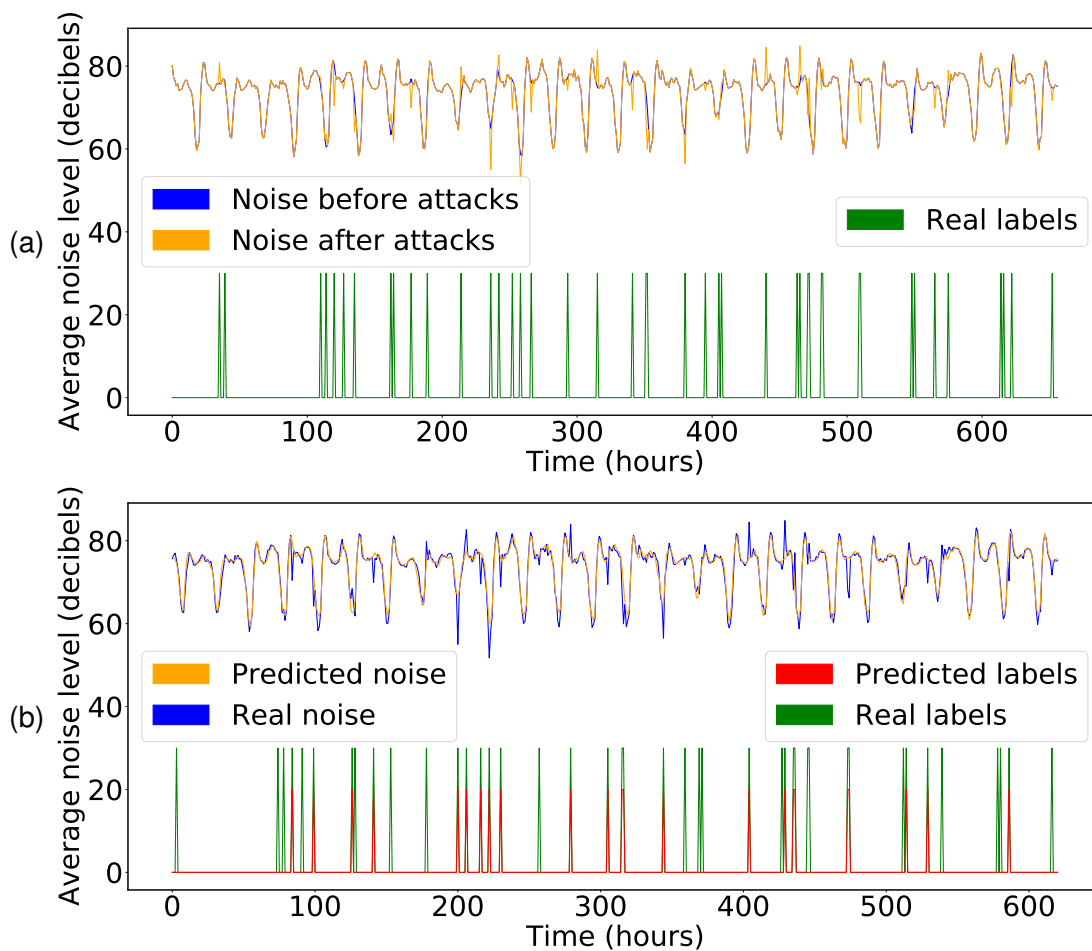 (a)
Average noise level (decibels)
80
60
40
20
0
Noise before attacks
Noise after attacks
Real labels
0 100 200 300 400 500 600
Time (hours)
(b)
Average noise level (decibels)
80
60
40
20
0
Predicted noise
Real noise
Predicted labels
Real labels
0 100 200 300 400 500 600
Time (hours)